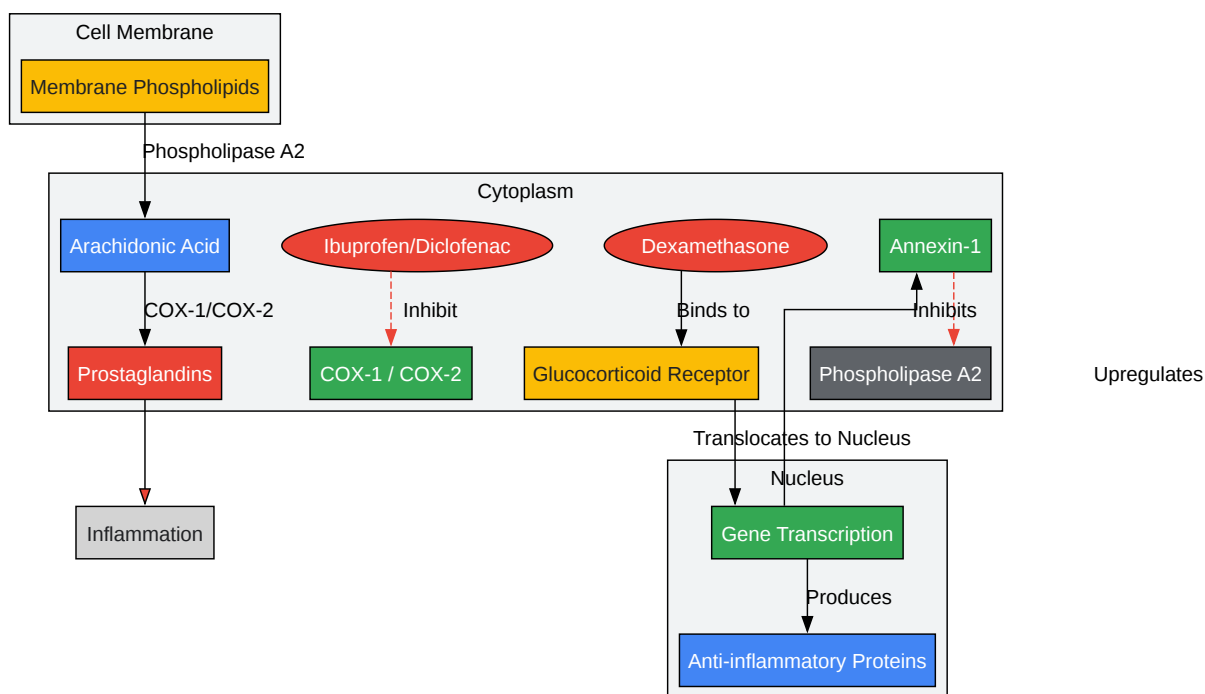 Cell Membrane
Membrane Phospholipids
Phospholipase A2
Cytoplasm
Arachidonic Acid
Ibuprofen/Diclofenac
Dexamethasone
Annexin-1
COX-1/COX-2
Inhibit
Binds to
Inhibits
Prostaglandins
COX-1 / COX-2
Glucocorticoid Receptor
Phospholipase A2
Upregulates
Translocates to Nucleus
Nucleus
Inflammation
Gene Transcription
Produces
Anti-inflammatory Proteins